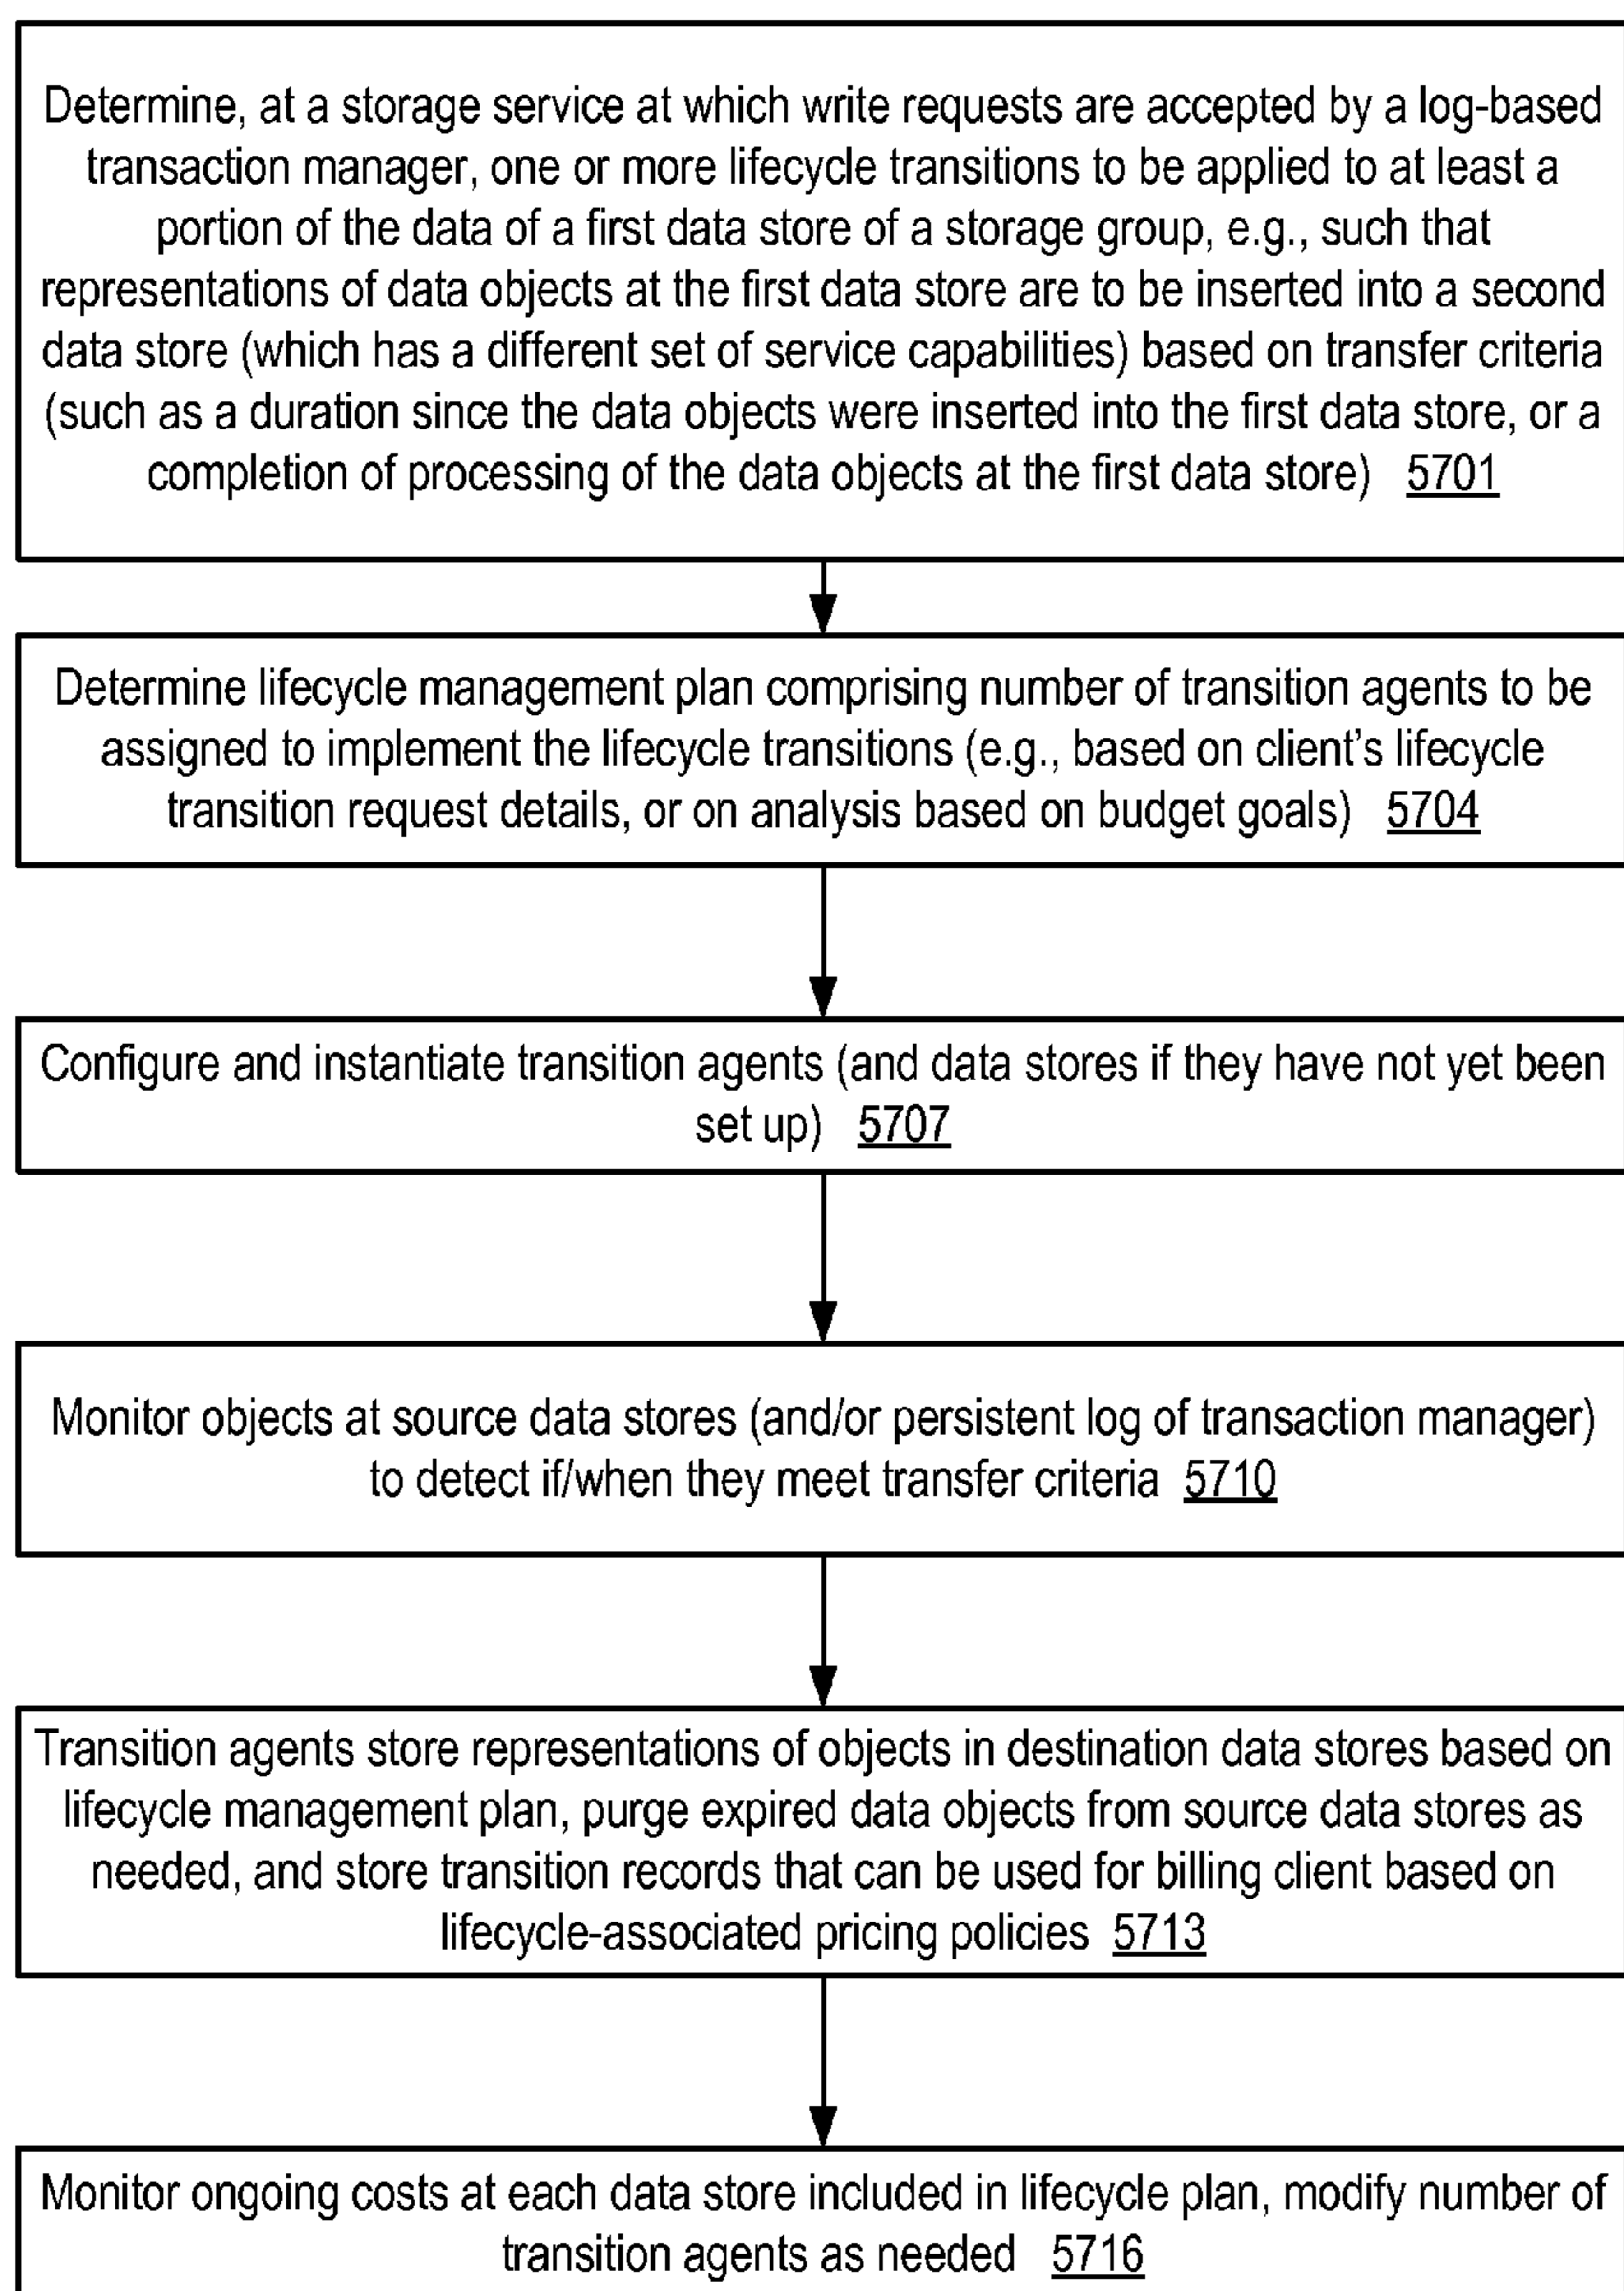 Determine, at a storage service at which write requests are accepted by a log-based
transaction manager, one or more lifecycle transitions to be applied to at least a
portion of the data of a first data store of a storage group, e.g., such that
representations of data objects at the first data store are to be inserted into a second
data store (which has a different set of service capabilities) based on transfer criteria
(such as a duration since the data objects were inserted into the first data store, or a
completion of processing of the data objects at the first data store) 5701
Determine lifecycle management plan comprising number of transition agents to be
assigned to implement the lifecycle transitions (e.g., based on client's lifecycle
transition request details, or on analysis based on budget goals) 5704
Configure and instantiate transition agents (and data stores if they have not yet been
set up) 5707
Monitor objects at source data stores (and/or persistent log of transaction manager)
to detect if/when they meet transfer criteria 5710
Transition agents store representations of objects in destination data stores based on
lifecycle management plan, purge expired data objects from source data stores as
needed, and store transition records that can be used for billing client based on
lifecycle-associated pricing policies 5713
Monitor ongoing costs at each data store included in lifecycle plan, modify number of
transition agents as needed 5716